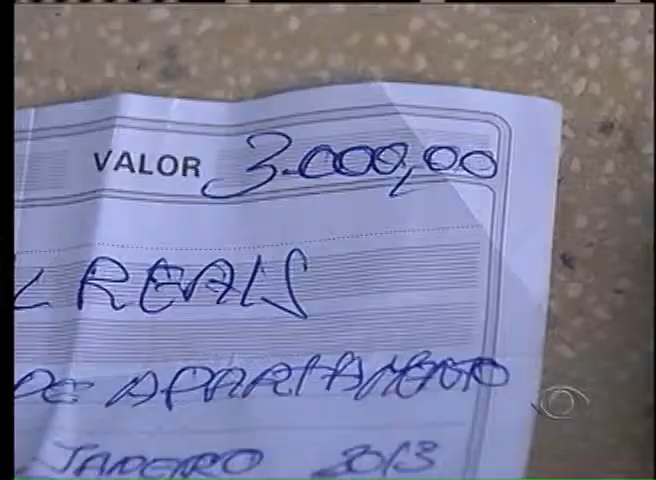 VALOR 3.000,00
L REAIS
DE APARTAMENTO
JANEIRO 2013